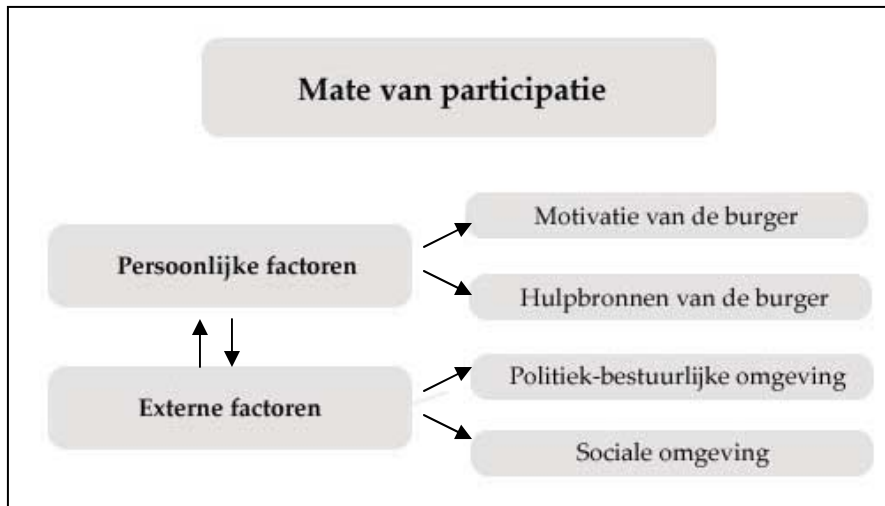 Mate van participatie
Persoonlijke factoren
Motivatie van de burger
Hulpbronnen van de burger
Externe factoren
Politiek-bestuurlijke omgeving
Sociale omgeving